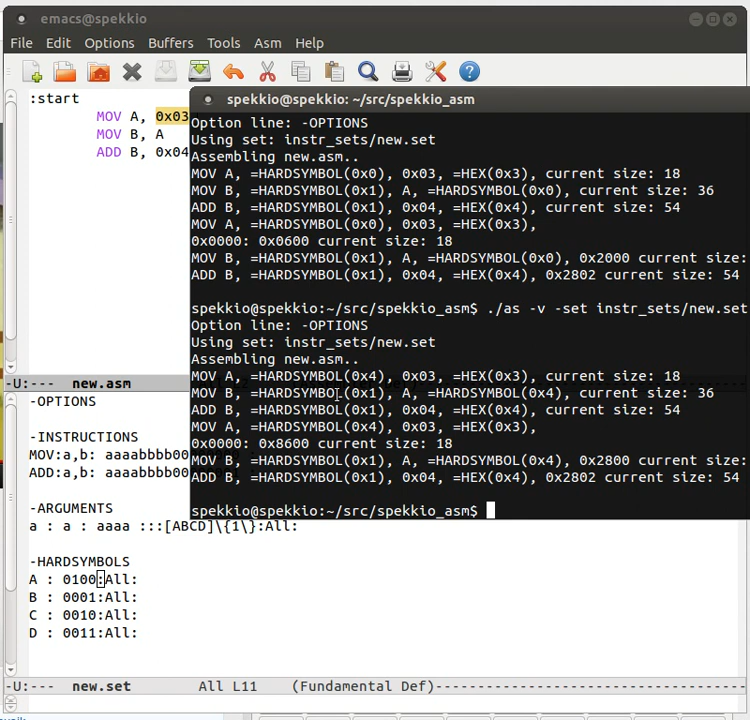 emacs@spekkio
File Edit Options Buffers Tools Asm Help
:start
MOV A, 0x03
MOV B, A
ADD B, 0x04
spekkio@spekkio: ~/src/spekkio_asm
Option line: -OPTIONS
Using set: instr_sets/new.set
Assembling new.asm..
MOV A, =HARDSYMBOL(0x0), 0x03, =HEX(0x3), current size: 18
MOV B, =HARDSYMBOL(0x1), A, =HARDSYMBOL(0x0), current size: 36
ADD B, =HARDSYMBOL(0x1), 0x04, =HEX(0x4), current size: 54
MOV A, =HARDSYMBOL(0x0), 0x03, =HEX(0x3),
0x0000: 0x0600 current size: 18
MOV B, =HARDSYMBOL(0x1), A, =HARDSYMBOL(0x0), 0x2000 current size:
ADD B, =HARDSYMBOL(0x1), 0x04, =HEX(0x4), 0x2802 current size: 54
spekkio@spekkio:~/src/spekkio_asm$ ./as -v -set instr_sets/new.set
Option line: -OPTIONS
Using set: instr_sets/new.set
Assembling new.asm..
MOV A, =HARDSYMBOL(0x4), 0x03, =HEX(0x3), current size: 18
MOV B, =HARDSYMBOL(0x1), A, =HARDSYMBOL(0x4), current size: 36
ADD B, =HARDSYMBOL(0x1), 0x04, =HEX(0x4), current size: 54
MOV A, =HARDSYMBOL(0x4), 0x03, =HEX(0x3),
0x0000: 0x8600 current size: 18
MOV B, =HARDSYMBOL(0x1), A, =HARDSYMBOL(0x4), 0x2800 current size:
ADD B, =HARDSYMBOL(0x1), 0x04, =HEX(0x4), 0x2802 current size: 54
spekkio@spekkio:~/src/spekkio_asm$
-U:--- new.asm
-OPTIONS
-INSTRUCTIONS
MOV:a,b: aaaabbbb00
ADD:a,b: aaaabbbb00
-ARGUMENTS
a : a : aaaa :::[ABCD]\{1\}:All:
-HARDSYMBOLS
A : 0100:All:
B : 0001:All:
C : 0010:All:
D : 0011:All:
-U:--- new.set All L11 (Fundamental Def)-----------------------------------